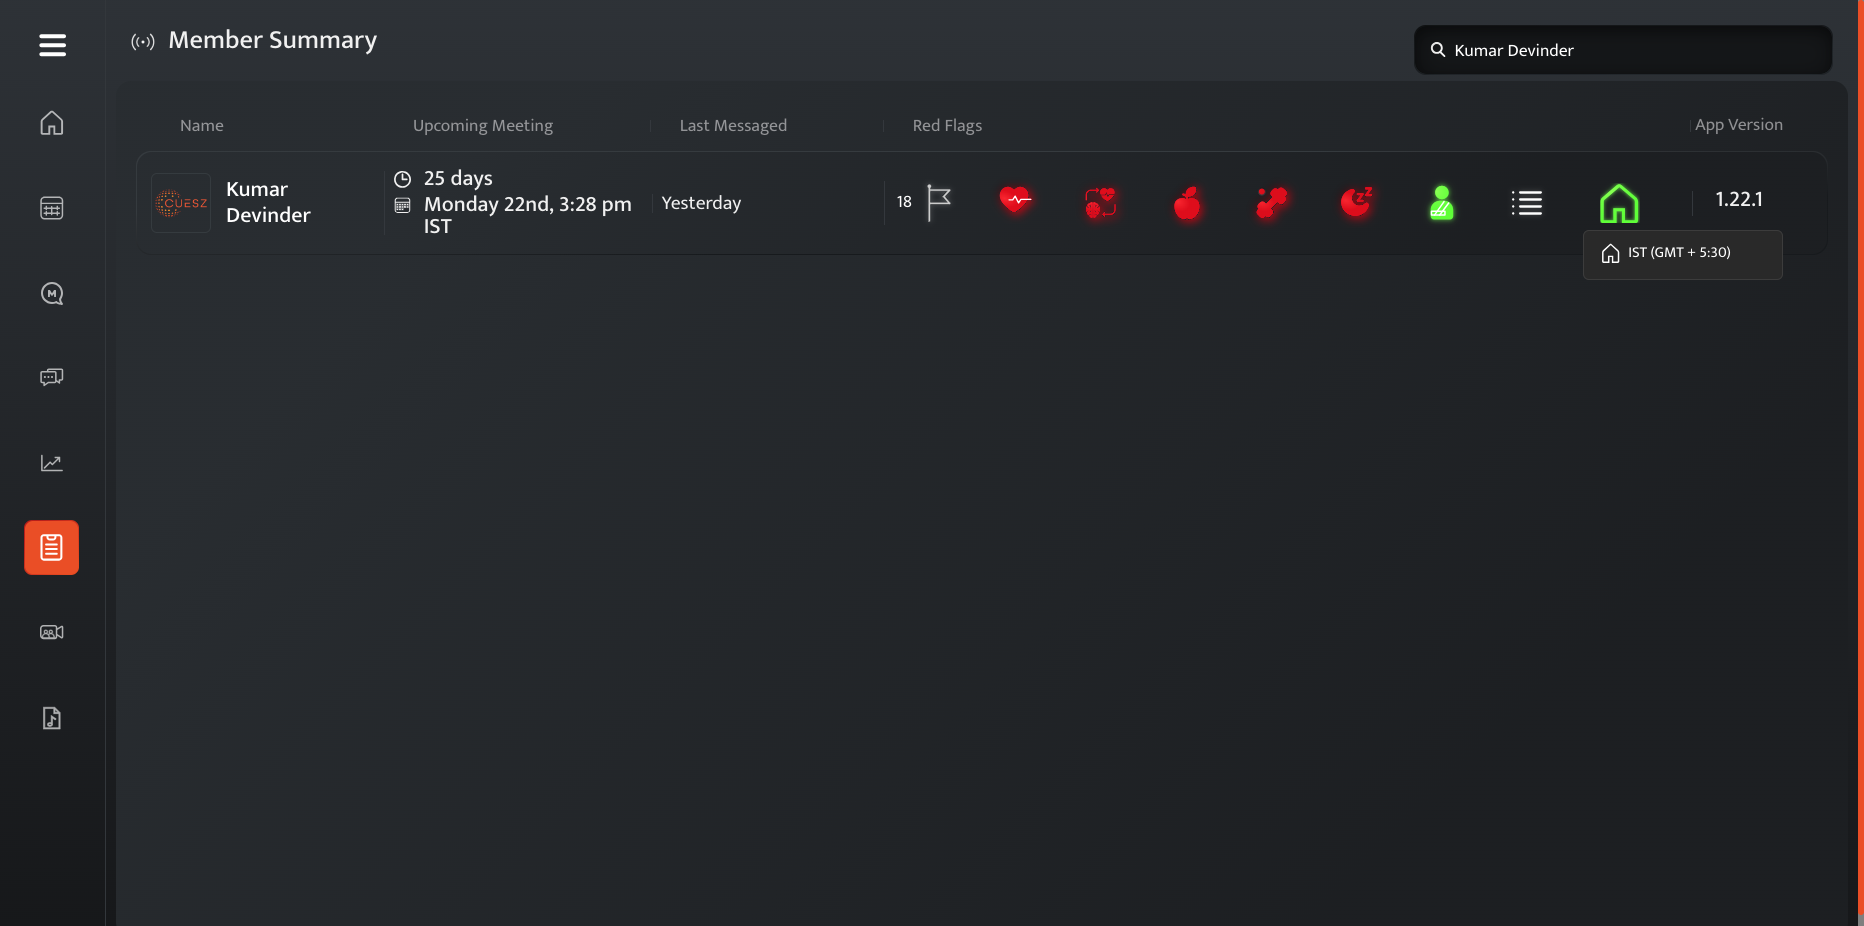 Member Summary
Kumar Devinder
Name
Upcoming Meeting
Last Messaged
Red Flags
App Version
CUESZ
Kumar
Devinder
25 days
Monday 22nd, 3:28 pm
IST
Yesterday
18
z z
1.22.1
IST (GMT + 5:30)
M